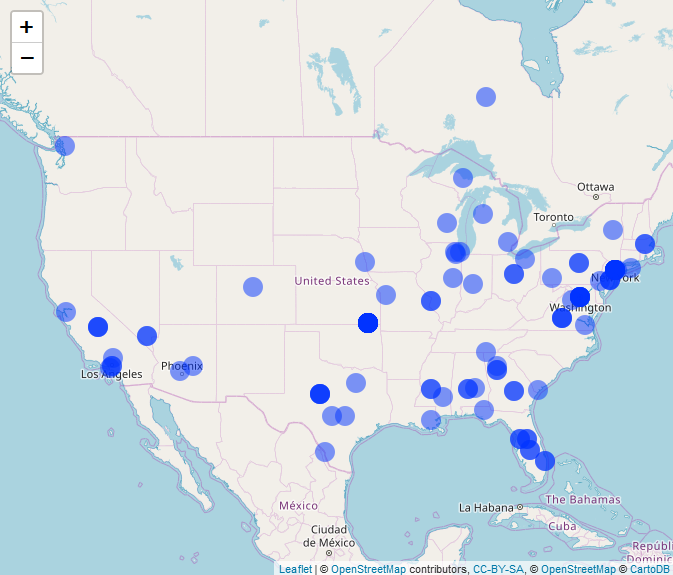 +
−
Ottawa
Toronto
United States
New York
Washington
Los Angeles
Phoenix
México
Ciudad
de México
La Habana
The Bahamas
Cuba
Repúbli
Dominic
Leaflet | © OpenStreetMap contributors, CC-BY-SA, © OpenStreetMap © CartoDB